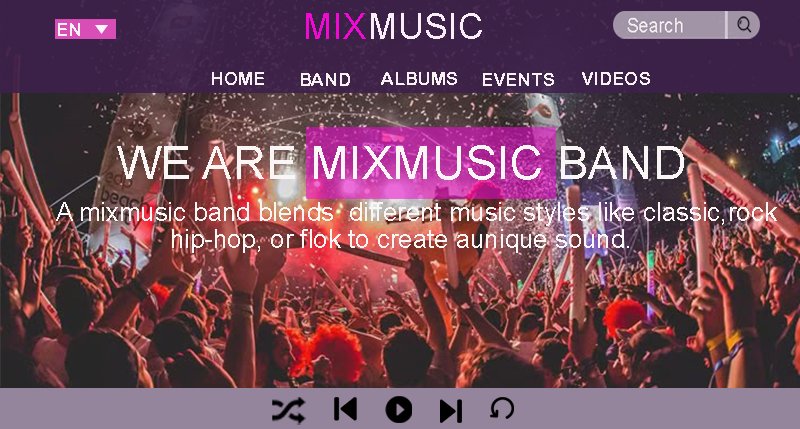 EN
MIXMUSIC
Search
HOME BAND ALBUMS EVENTS VIDEOS
WE ARE MIXMUSIC BAND
A mixmusic band blends different music styles like classic,rock
hip-hop, or flok to create aunique sound.